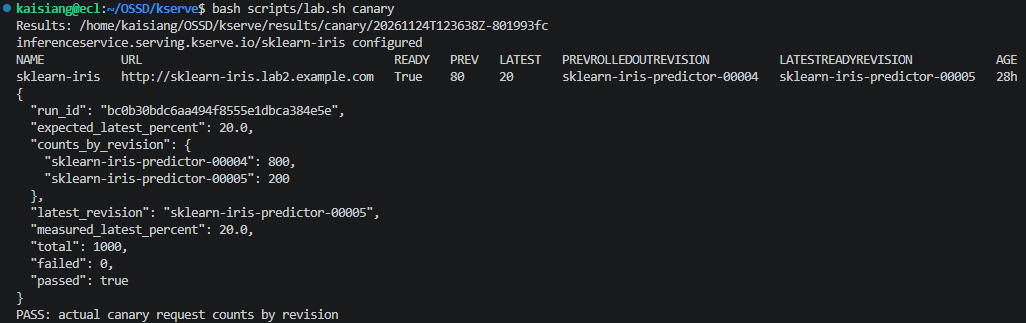 kaisiang@ecl:~/OSSD/kserve$ bash scripts/lab.sh canary
Results: /home/kaisiang/OSSD/kserve/results/canary/20261124T123638Z-801993fc
inferenceservice.serving.kserve.io/sklearn-iris configured
NAME URL READY PREV LATEST PREVROLLEDOUTREVISION LATESTREADYREVISION AGE
sklearn-iris http://sklearn-iris.lab2.example.com True 80 20 sklearn-iris-predictor-00004 sklearn-iris-predictor-00005 28h
{
  "run_id": "bc0b30bdc6aa494f8555e1dbca384e5e",
  "expected_latest_percent": 20.0,
  "counts_by_revision": {
    "sklearn-iris-predictor-00004": 800,
    "sklearn-iris-predictor-00005": 200
  },
  "latest_revision": "sklearn-iris-predictor-00005",
  "measured_latest_percent": 20.0,
  "total": 1000,
  "failed": 0,
  "passed": true
}
PASS: actual canary request counts by revision